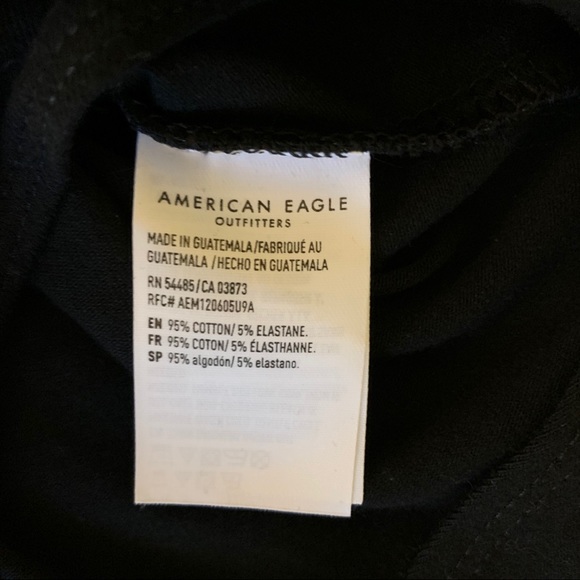 AMERICAN EAGLE
OUTFITTERS
MADE IN GUATEMALA/FABRIQUÉ AU
GUATEMALA /HECHO EN GUATEMALA
RN 54485/CA 03873
RFC# AEM120605U9A
EN 95% COTTON/ 5% ELASTANE.
FR 95% COTON/ 5% ÉLASTHANNE.
SP 95% algodón/ 5% elastano.